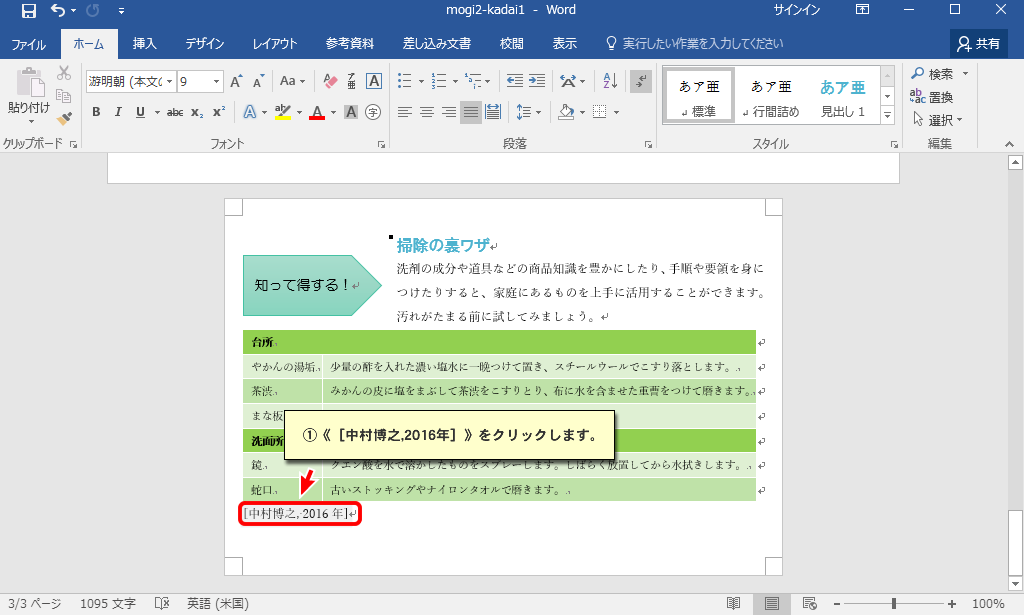 mogi2-kadai1 - Word
サインイン
ファイル ホーム 挿入 デザイン レイアウト 参考資料 差し込み文書 校閲 表示 実行したい作業を入力してください 共有
貼り付け
クリップボード
游明朝 (本文の
9
Aa
B I U abc x₂ x²
フォント
段落
あア亜 あア亜 あア亜
↲ 標準 ↲ 行間詰め 見出し 1
スタイル
検索
置換
選択
編集
掃除の裏ワザ↵
知って得する！↵
洗剤の成分や道具などの商品知識を豊かにしたり、手順や要領を身に
つけたりすると、家庭にあるものを上手に活用することができます。
汚れがたまる前に試してみましょう。↵
台所
やかんの湯垢 少量の酢を入れた濃い塩水に一晩つけて置き、スチールウールでこすり落とします。
茶渋 みかんの皮に塩をまぶして茶渋をこすりとり、布に水を含ませた重曹をつけて磨きます。
まな板
①《［中村博之,2016年］》をクリックします。
洗面所
鏡 クエン酸を水で溶かしたものをスプレーします。しばらく放置してから水拭きします。
蛇口 古いストッキングやナイロンタオルで磨きます。
[中村博之, 2016 年]↵
3/3 ページ 1095 文字 英語 (米国) 100%